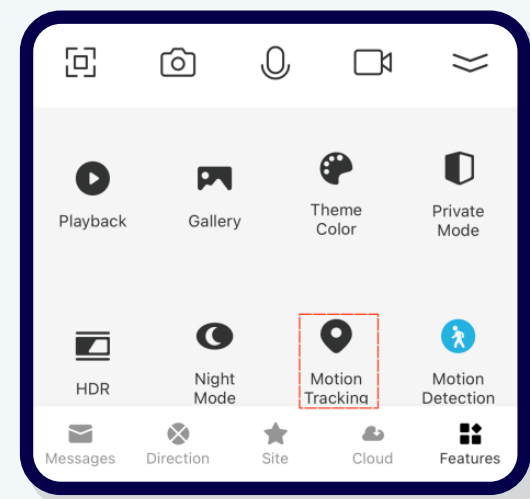 Playback
Gallery
Theme
Color
Private
Mode
HDR
Night
Mode
Motion
Tracking
Motion
Detection
Messages
Direction
Site
Cloud
Features